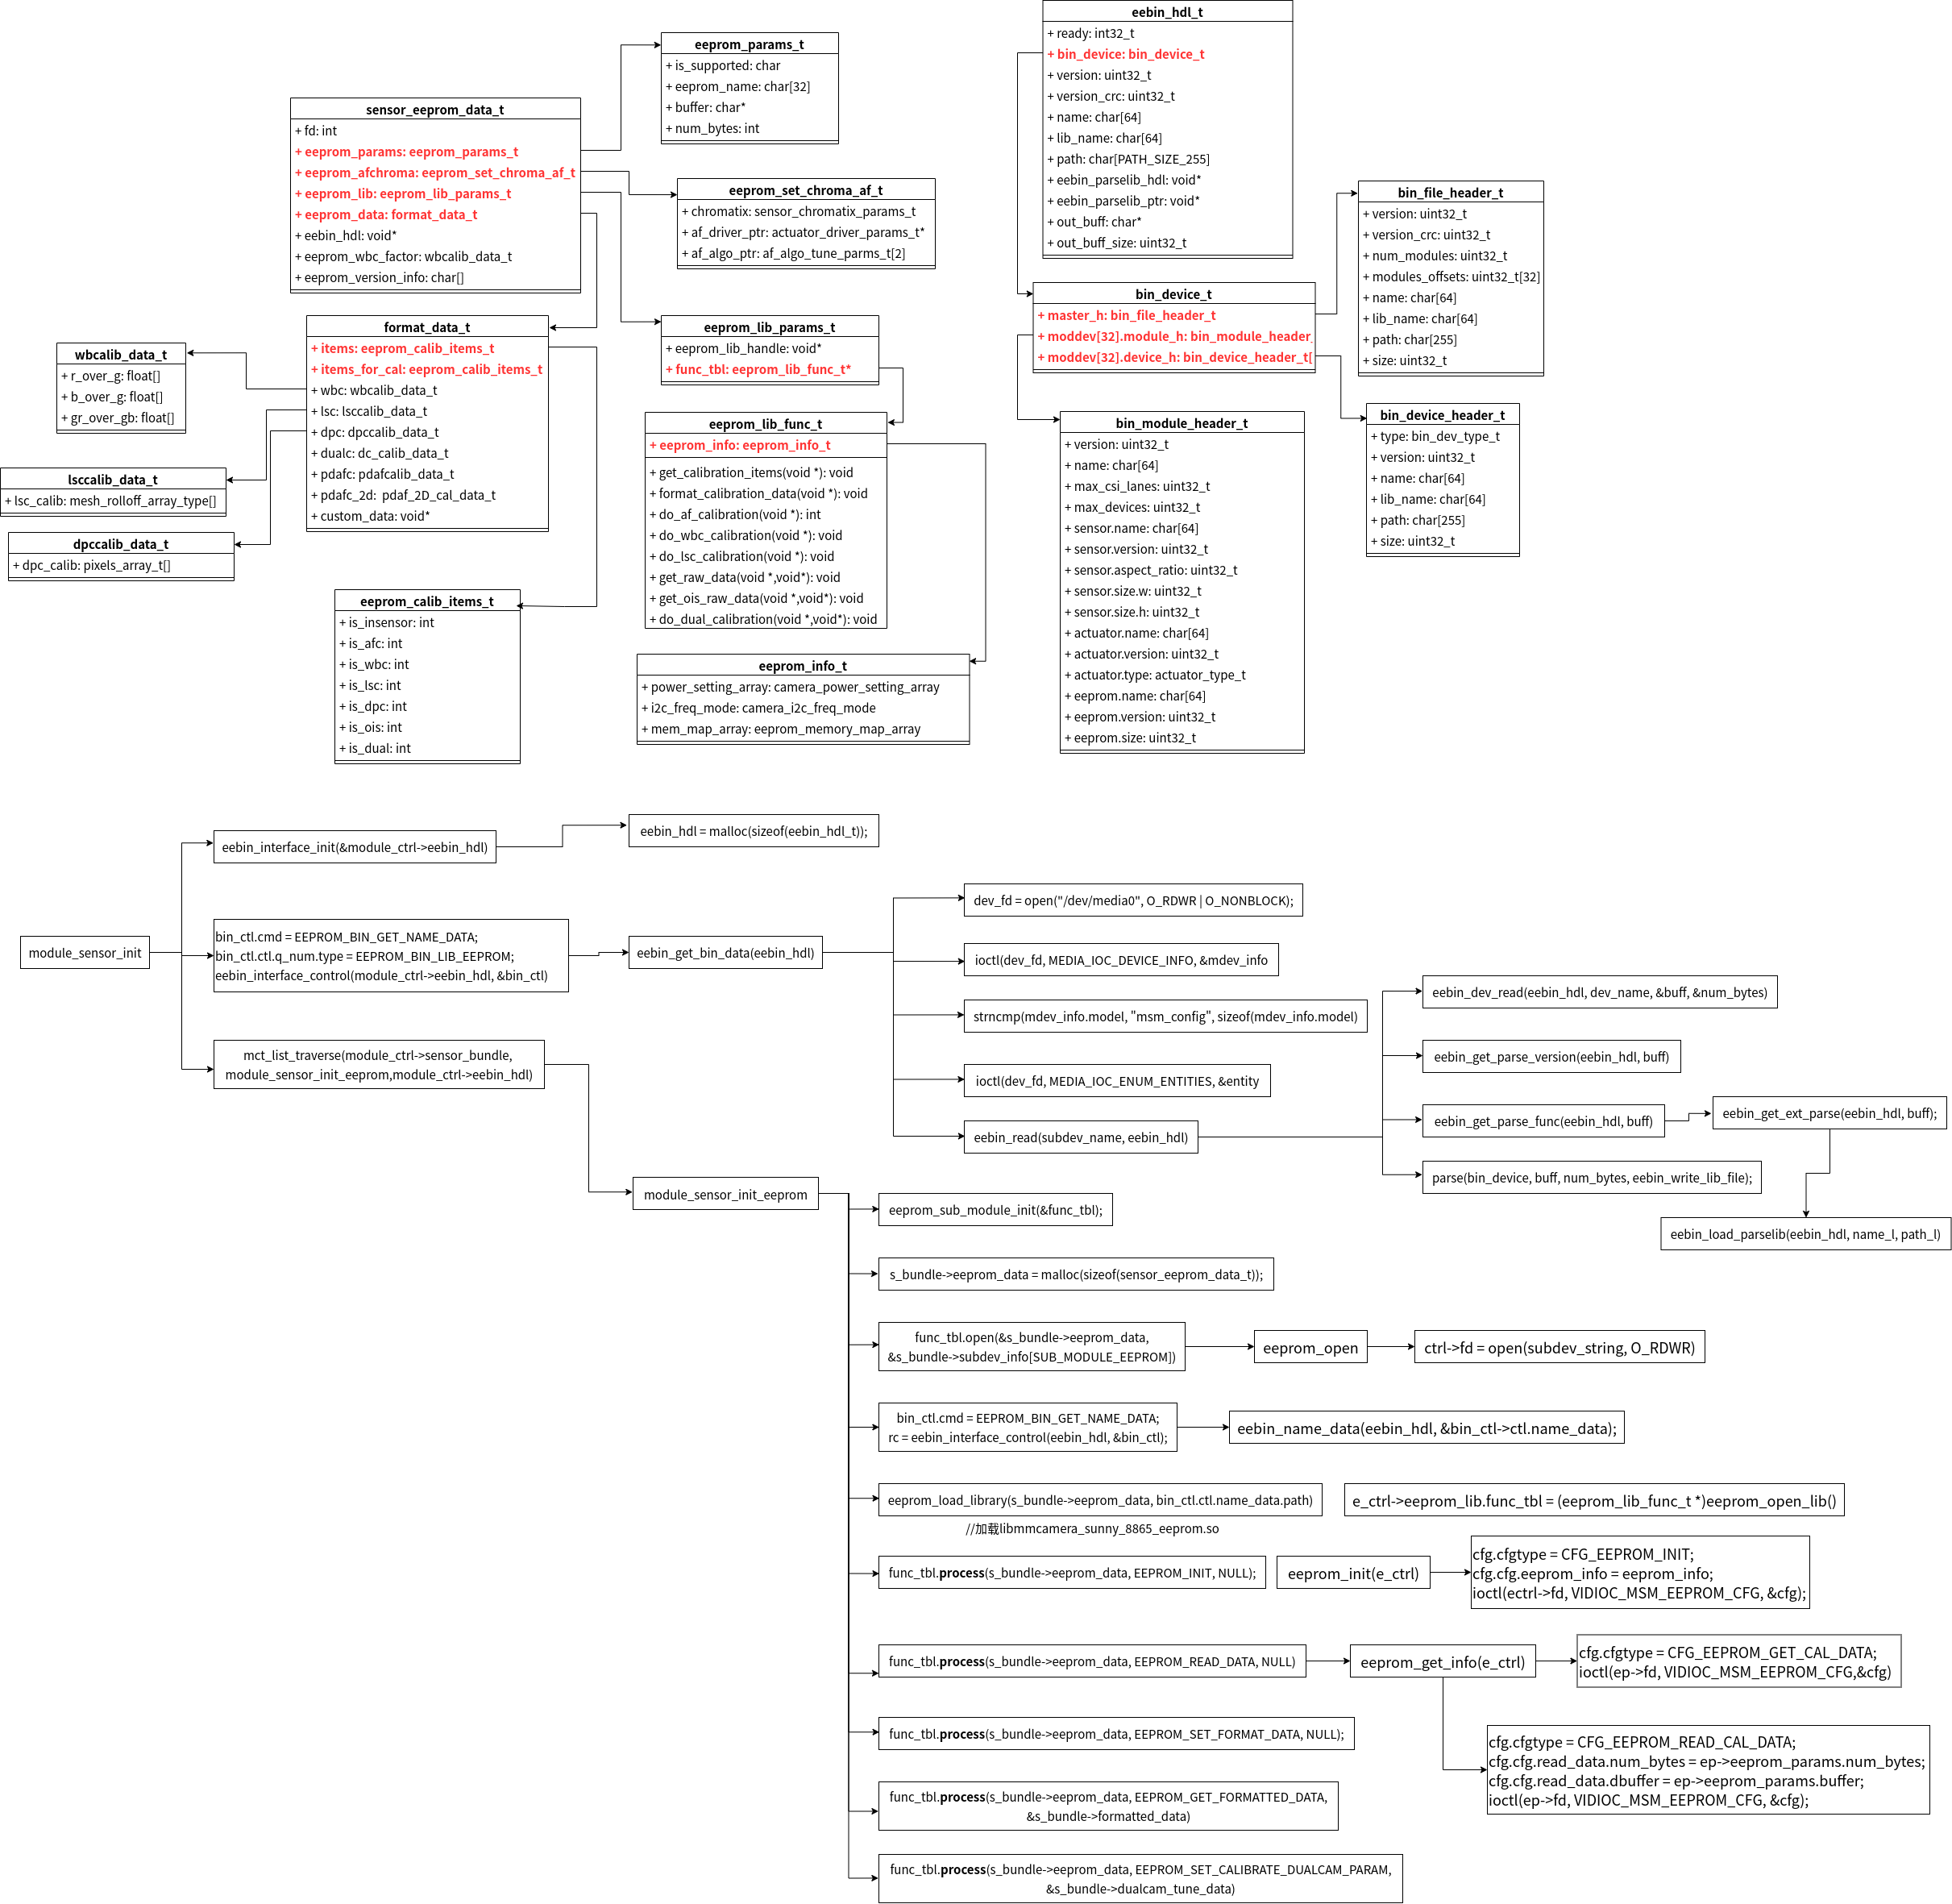 eeprom_params_t
+ is_supported: char
+ eeprom_name: char[32]
+ buffer: char*
+ num_bytes: int
sensor_eeprom_data_t
+ fd: int
+ eeprom_params: eeprom_params_t
+ eeprom_afchroma: eeprom_set_chroma_af_t
+ eeprom_lib: eeprom_lib_params_t
+ eeprom_data: format_data_t
+ eebin_hdl: void*
+ eeprom_wbc_factor: wbcalib_data_t
+ eeprom_version_info: char[]
eeprom_set_chroma_af_t
+ chromatix: sensor_chromatix_params_t
+ af_driver_ptr: actuator_driver_params_t*
+ af_algo_ptr: af_algo_tune_parms_t[2]
format_data_t
+ items: eeprom_calib_items_t
+ items_for_cal: eeprom_calib_items_t
+ wbc: wbcalib_data_t
+ lsc: lsccalib_data_t
+ dpc: dpccalib_data_t
+ dualc: dc_calib_data_t
+ pdafc: pdafcalib_data_t
+ pdafc_2d:  pdaf_2D_cal_data_t
+ custom_data: void*
wbcalib_data_t
+ r_over_g: float[]
+ b_over_g: float[]
+ gr_over_gb: float[]
lsccalib_data_t
+ lsc_calib: mesh_rolloff_array_type[]
dpccalib_data_t
+ dpc_calib: pixels_array_t[]
eeprom_calib_items_t
+ is_insensor: int
+ is_afc: int
+ is_wbc: int
+ is_lsc: int
+ is_dpc: int
+ is_ois: int
+ is_dual: int
eeprom_lib_params_t
+ eeprom_lib_handle: void*
+ func_tbl: eeprom_lib_func_t*
eeprom_lib_func_t
+ eeprom_info: eeprom_info_t
+ get_calibration_items(void *): void
+ format_calibration_data(void *): void
+ do_af_calibration(void *): int
+ do_wbc_calibration(void *): void
+ do_lsc_calibration(void *): void
+ get_raw_data(void *,void*): void
+ get_ois_raw_data(void *,void*): void
+ do_dual_calibration(void *,void*): void
eeprom_info_t
+ power_setting_array: camera_power_setting_array
+ i2c_freq_mode: camera_i2c_freq_mode
+ mem_map_array: eeprom_memory_map_array
eebin_hdl_t
+ ready: int32_t
+ bin_device: bin_device_t
+ version: uint32_t
+ version_crc: uint32_t
+ name: char[64]
+ lib_name: char[64]
+ path: char[PATH_SIZE_255]
+ eebin_parselib_hdl: void*
+ eebin_parselib_ptr: void*
+ out_buff: char*
+ out_buff_size: uint32_t
bin_device_t
+ master_h: bin_file_header_t
+ moddev[32].module_h: bin_module_header_
+ moddev[32].device_h: bin_device_header_t[
bin_file_header_t
+ version: uint32_t
+ version_crc: uint32_t
+ num_modules: uint32_t
+ modules_offsets: uint32_t[32]
+ name: char[64]
+ lib_name: char[64]
+ path: char[255]
+ size: uint32_t
bin_module_header_t
+ version: uint32_t
+ name: char[64]
+ max_csi_lanes: uint32_t
+ max_devices: uint32_t
+ sensor.name: char[64]
+ sensor.version: uint32_t
+ sensor.aspect_ratio: uint32_t
+ sensor.size.w: uint32_t
+ sensor.size.h: uint32_t
+ actuator.name: char[64]
+ actuator.version: uint32_t
+ actuator.type: actuator_type_t
+ eeprom.name: char[64]
+ eeprom.version: uint32_t
+ eeprom.size: uint32_t
bin_device_header_t
+ type: bin_dev_type_t
+ version: uint32_t
+ name: char[64]
+ lib_name: char[64]
+ path: char[255]
+ size: uint32_t
module_sensor_init
eebin_interface_init(&module_ctrl->eebin_hdl)
eebin_hdl = malloc(sizeof(eebin_hdl_t));
bin_ctl.cmd = EEPROM_BIN_GET_NAME_DATA;
bin_ctl.ctl.q_num.type = EEPROM_BIN_LIB_EEPROM;
eebin_interface_control(module_ctrl->eebin_hdl, &bin_ctl)
eebin_get_bin_data(eebin_hdl)
dev_fd = open("/dev/media0", O_RDWR | O_NONBLOCK);
ioctl(dev_fd, MEDIA_IOC_DEVICE_INFO, &mdev_info
strncmp(mdev_info.model, "msm_config", sizeof(mdev_info.model)
ioctl(dev_fd, MEDIA_IOC_ENUM_ENTITIES, &entity
eebin_read(subdev_name, eebin_hdl)
eebin_dev_read(eebin_hdl, dev_name, &buff, &num_bytes)
eebin_get_parse_version(eebin_hdl, buff)
eebin_get_parse_func(eebin_hdl, buff)
eebin_get_ext_parse(eebin_hdl, buff);
parse(bin_device, buff, num_bytes, eebin_write_lib_file);
eebin_load_parselib(eebin_hdl, name_l, path_l)
mct_list_traverse(module_ctrl->sensor_bundle,
module_sensor_init_eeprom,module_ctrl->eebin_hdl)
module_sensor_init_eeprom
eeprom_sub_module_init(&func_tbl);
s_bundle->eeprom_data = malloc(sizeof(sensor_eeprom_data_t));
func_tbl.open(&s_bundle->eeprom_data,
&s_bundle->subdev_info[SUB_MODULE_EEPROM])
eeprom_open
ctrl->fd = open(subdev_string, O_RDWR)
bin_ctl.cmd = EEPROM_BIN_GET_NAME_DATA;
rc = eebin_interface_control(eebin_hdl, &bin_ctl);
eebin_name_data(eebin_hdl, &bin_ctl->ctl.name_data);
eeprom_load_library(s_bundle->eeprom_data, bin_ctl.ctl.name_data.path)
e_ctrl->eeprom_lib.func_tbl = (eeprom_lib_func_t *)eeprom_open_lib()
//加载libmmcamera_sunny_8865_eeprom.so
func_tbl.process(s_bundle->eeprom_data, EEPROM_INIT, NULL);
eeprom_init(e_ctrl)
cfg.cfgtype = CFG_EEPROM_INIT;
cfg.cfg.eeprom_info = eeprom_info;
ioctl(ectrl->fd, VIDIOC_MSM_EEPROM_CFG, &cfg);
func_tbl.process(s_bundle->eeprom_data, EEPROM_READ_DATA, NULL)
eeprom_get_info(e_ctrl)
cfg.cfgtype = CFG_EEPROM_GET_CAL_DATA;
ioctl(ep->fd, VIDIOC_MSM_EEPROM_CFG,&cfg)
func_tbl.process(s_bundle->eeprom_data, EEPROM_SET_FORMAT_DATA, NULL);
cfg.cfgtype = CFG_EEPROM_READ_CAL_DATA;
cfg.cfg.read_data.num_bytes = ep->eeprom_params.num_bytes;
cfg.cfg.read_data.dbuffer = ep->eeprom_params.buffer;
ioctl(ep->fd, VIDIOC_MSM_EEPROM_CFG, &cfg);
func_tbl.process(s_bundle->eeprom_data, EEPROM_GET_FORMATTED_DATA,
&s_bundle->formatted_data)
func_tbl.process(s_bundle->eeprom_data, EEPROM_SET_CALIBRATE_DUALCAM_PARAM,
&s_bundle->dualcam_tune_data)